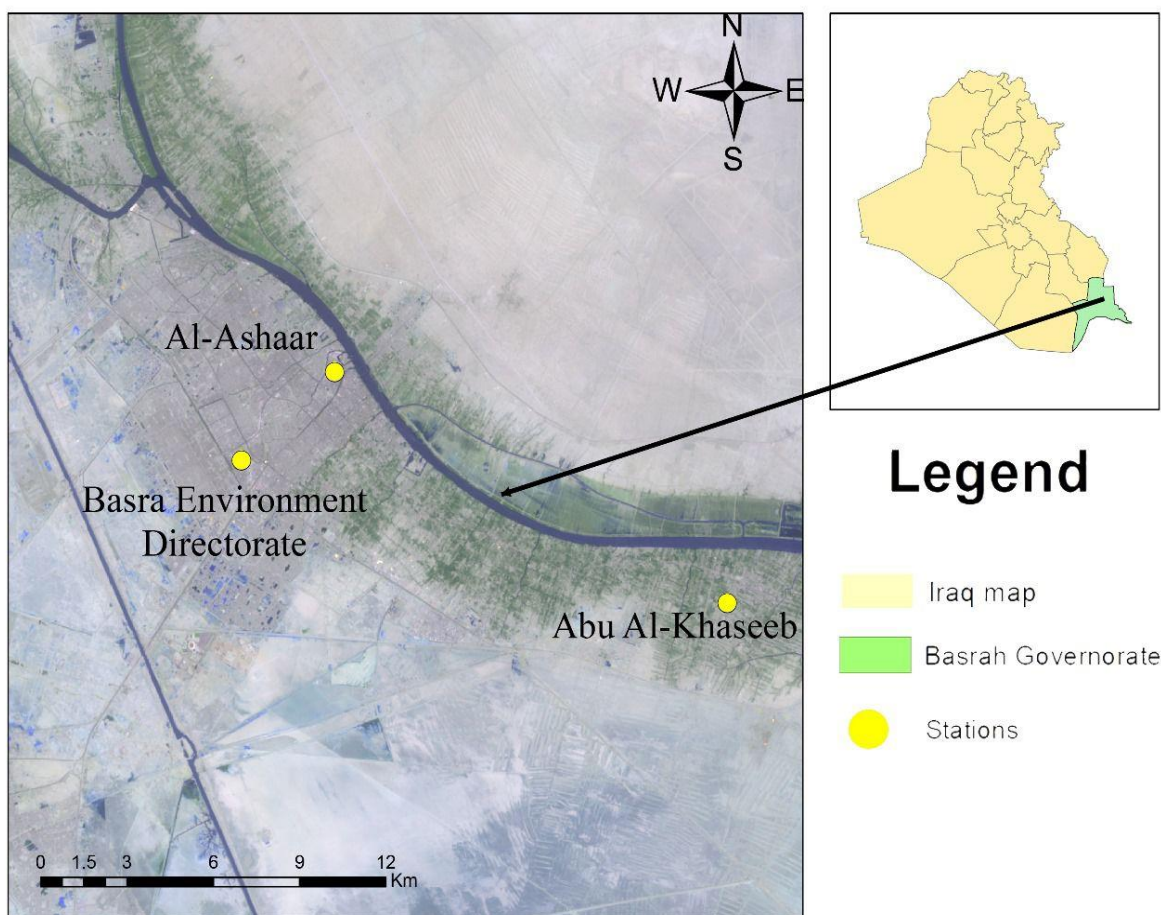 N
W E
S
Al-Ashaar
Basra Environment
Directorate
Abu Al-Khaseeb
0 1.5 3 6 9 12
Km
Legend
Iraq map
Basrah Governorate
Stations